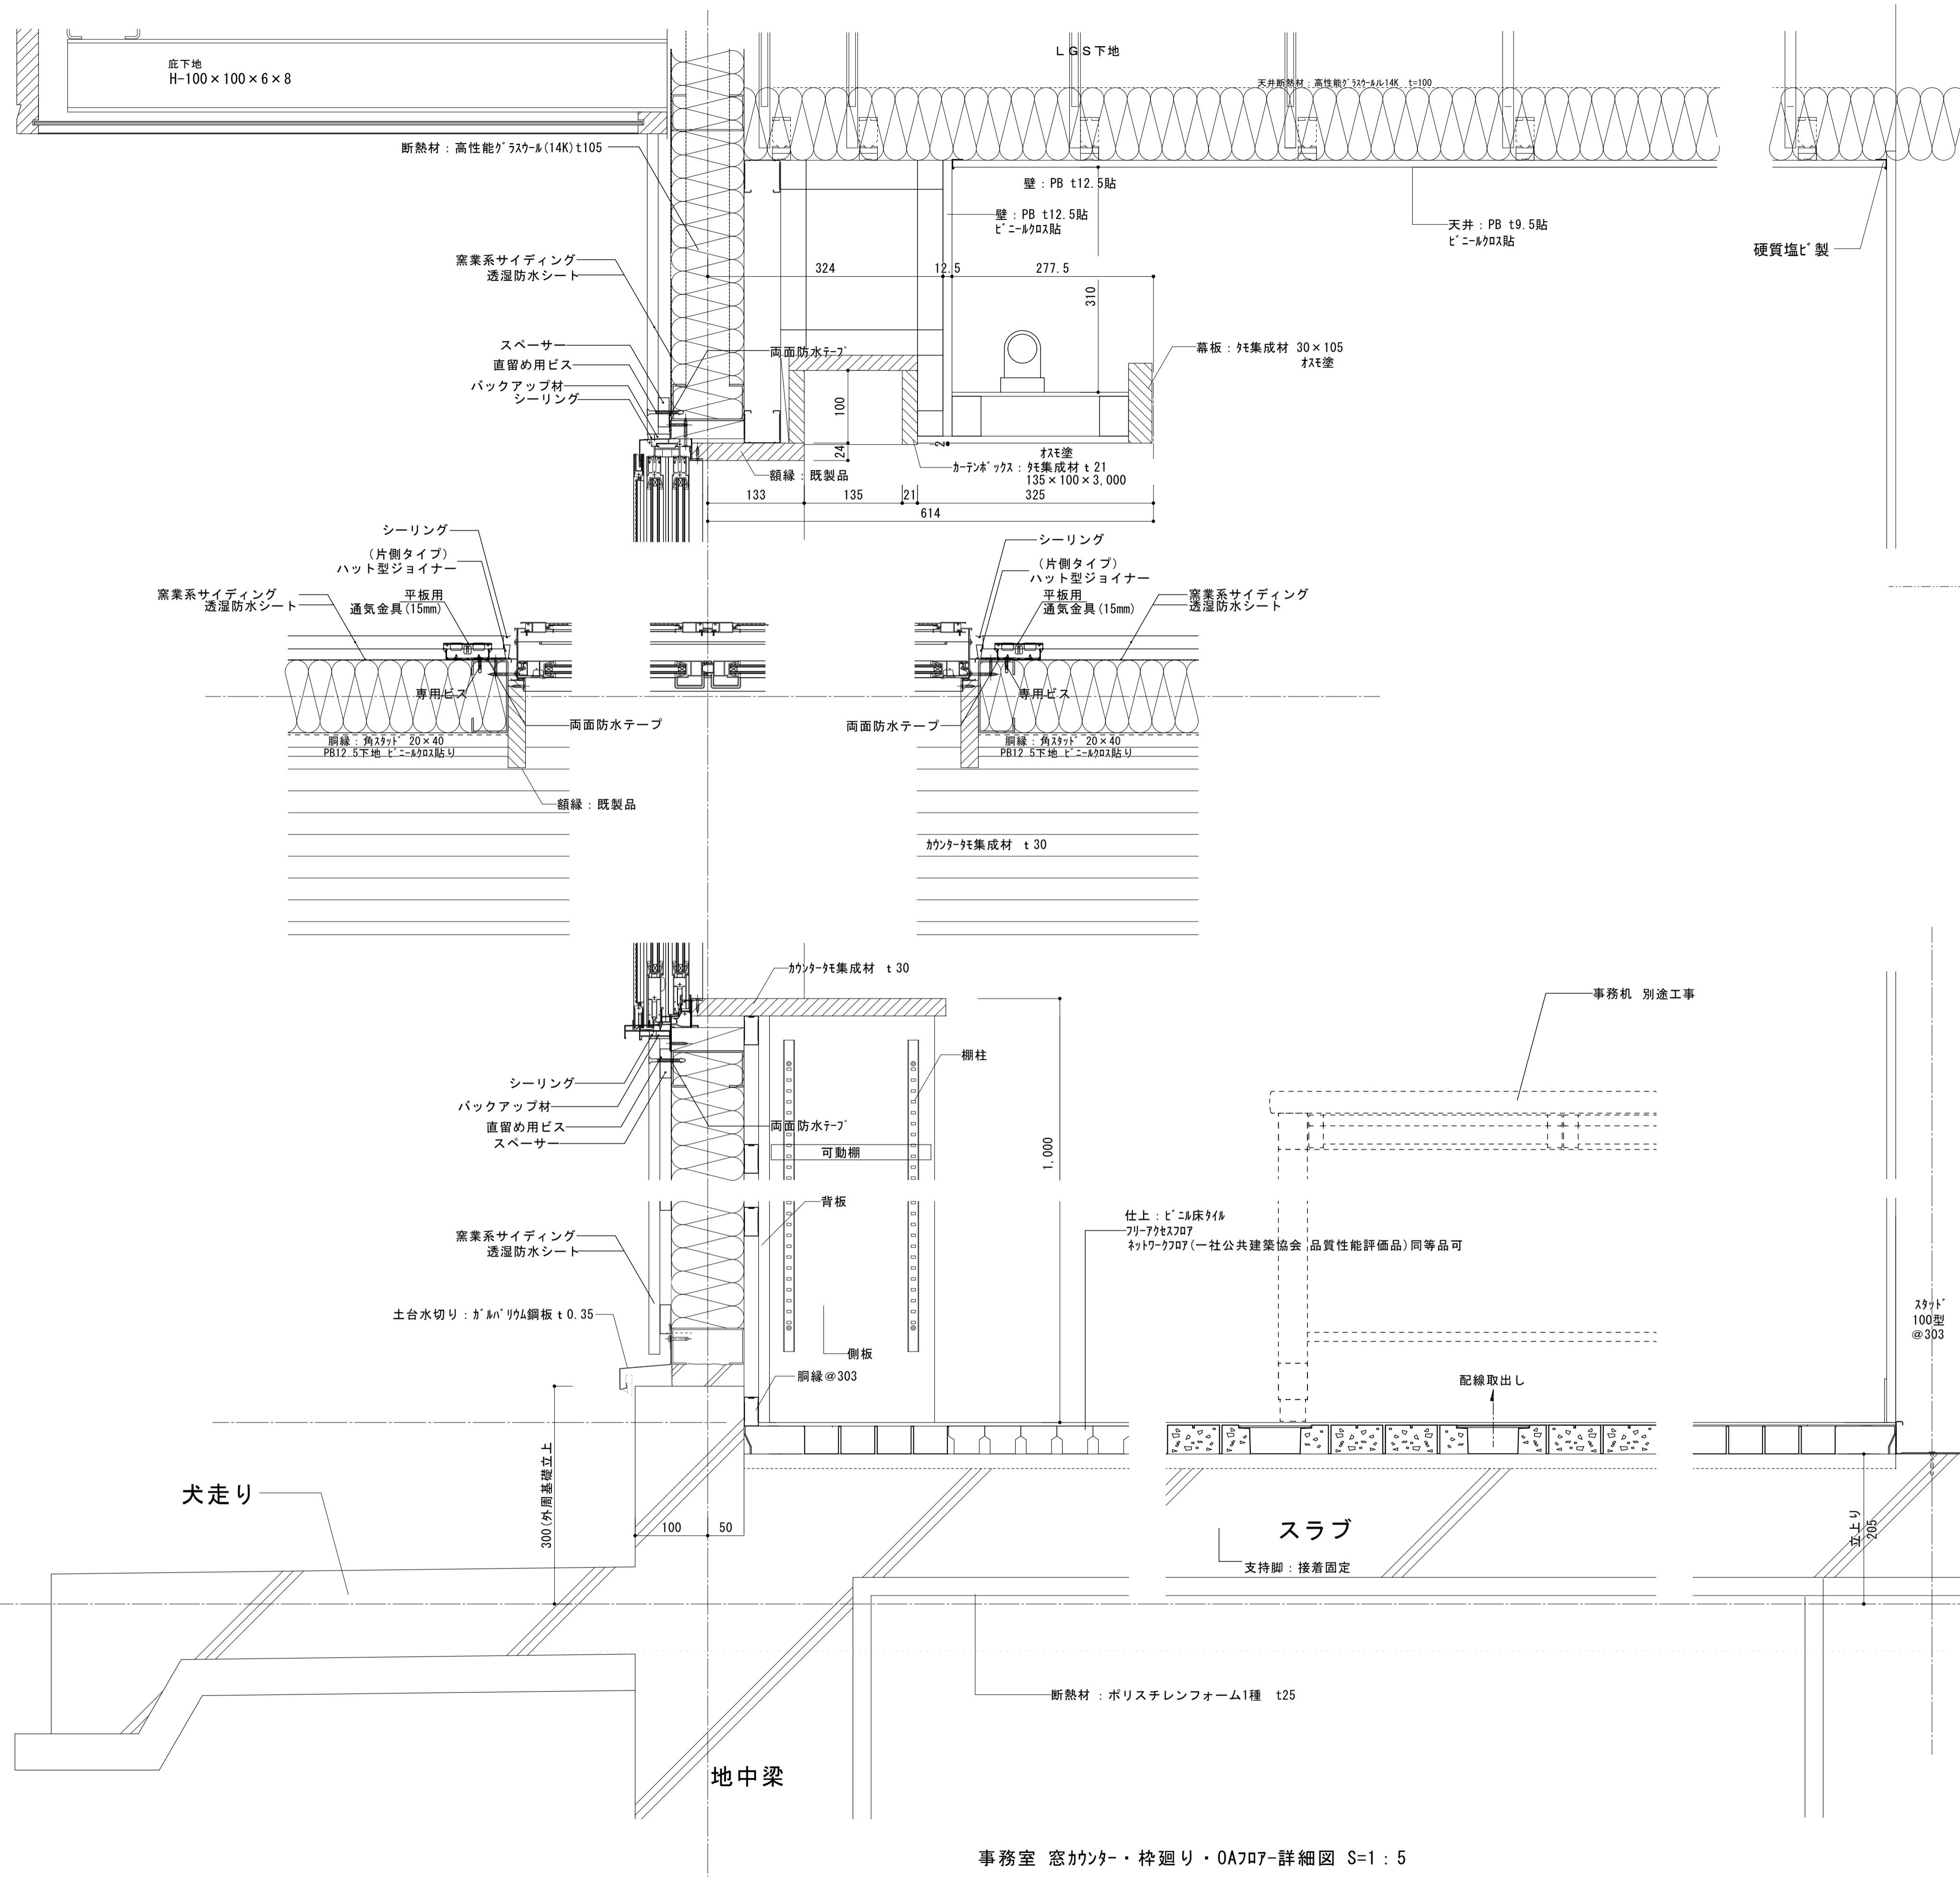 庇下地
H-100×100×6×8
LGS下地
天井断熱材：高性能ｸﾞﾗｽｳｰﾙル14K t=100
断熱材：高性能ｸﾞﾗｽｳｰﾙ(14K)t105
壁：PB t12.5貼
壁：PB t12.5貼
ﾋﾞﾆｰﾙｸﾛｽ貼
天井：PB t9.5貼
ﾋﾞﾆｰﾙｸﾛｽ貼
硬質塩ﾋﾞ製
窯業系サイディング
透湿防水シート
324
12.5
277.5
310
スペーサー
両面防水ﾃｰﾌﾟ
直留め用ビス
バックアップ材
シーリング
幕板：ﾀﾓ集成材 30×105
ｵｽﾓ塗
100
24
2
ｵｽﾓ塗
額縁：既製品
ｶｰﾃﾝﾎﾞｯｸｽ：ﾀﾓ集成材 t 21
135×100×3,000
133
135
21
325
614
シーリング
(片側タイプ)
ハット型ジョイナー
窯業系サイディング
透湿防水シート
平板用
通気金具(15mm)
シーリング
(片側タイプ)
ハット型ジョイナー
平板用
通気金具(15mm)
窯業系サイディング
透湿防水シート
専用ビス
両面防水テープ
胴縁：角ｽﾀｯﾄﾞ 20×40
PB12.5下地 ﾋﾞﾆｰﾙｸﾛｽ貼り
専用ビス
両面防水テープ
胴縁：角ｽﾀｯﾄﾞ 20×40
PB12.5下地 ﾋﾞﾆｰﾙｸﾛｽ貼り
額縁：既製品
ｶｳﾝﾀｰﾀﾓ集成材 t 30
ｶｳﾝﾀｰﾀﾓ集成材 t 30
事務机 別途工事
棚柱
シーリング
バックアップ材
直留め用ビス
スペーサー
両面防水ﾃｰﾌﾟ
可動棚
1,000
背板
窯業系サイディング
透湿防水シート
仕上：ﾋﾞﾆﾙ床ﾀｲﾙ
ﾌﾘｰｱｸｾｽﾌﾛｱ
ﾈｯﾄﾜｰｸﾌﾛｱ(一社公共建築協会 品質性能評価品)同等品可
土台水切り：ｶﾞﾙﾊﾞﾘｳﾑ鋼板 t 0.35
側板
胴縁＠303
ｽﾀｯﾄﾞ
100型
＠303
配線取出し
犬走り
300(外周基礎立上
100
50
スラブ
支持脚：接着固定
立上り
205
断熱材 ：ポリスチレンフォーム1種 t25
地中梁
事務室 窓ｶｳﾝﾀｰ・枠廻り・OAﾌﾛｱｰ詳細図 S=1：5